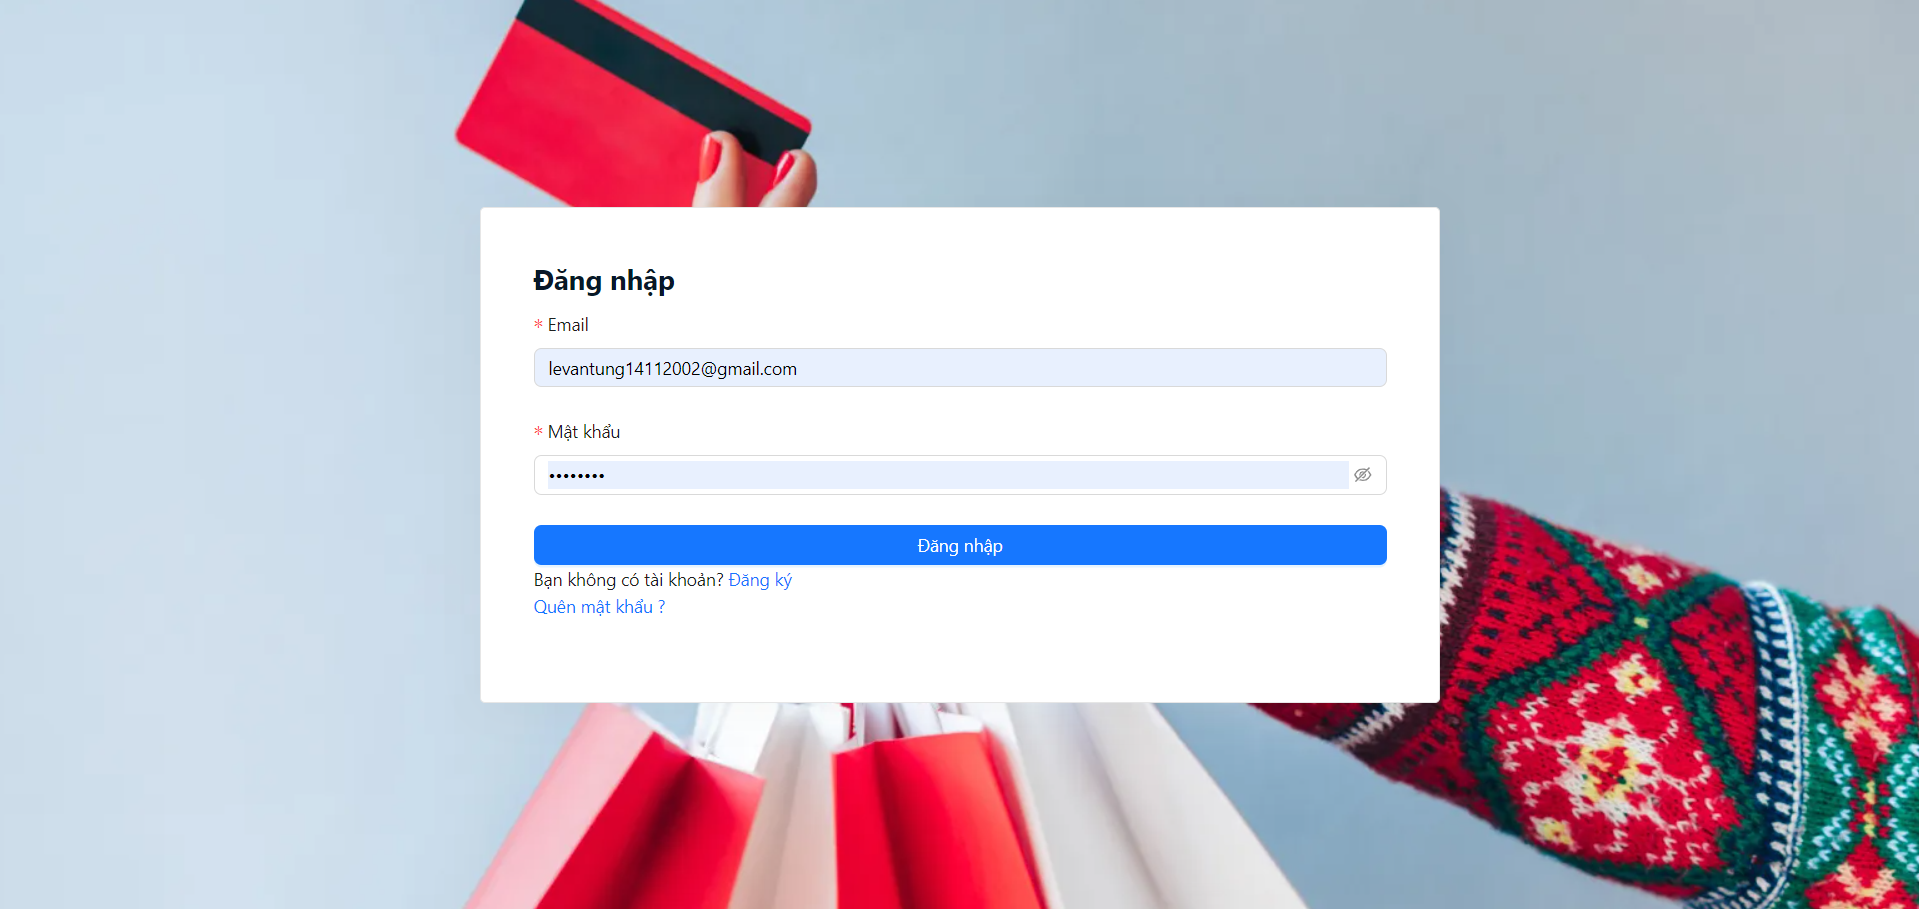 Đăng nhập
* Email
levantung14112002@gmail.com
* Mật khẩu
••••••••
Đăng nhập
Bạn không có tài khoản? Đăng ký
Quên mật khẩu ?